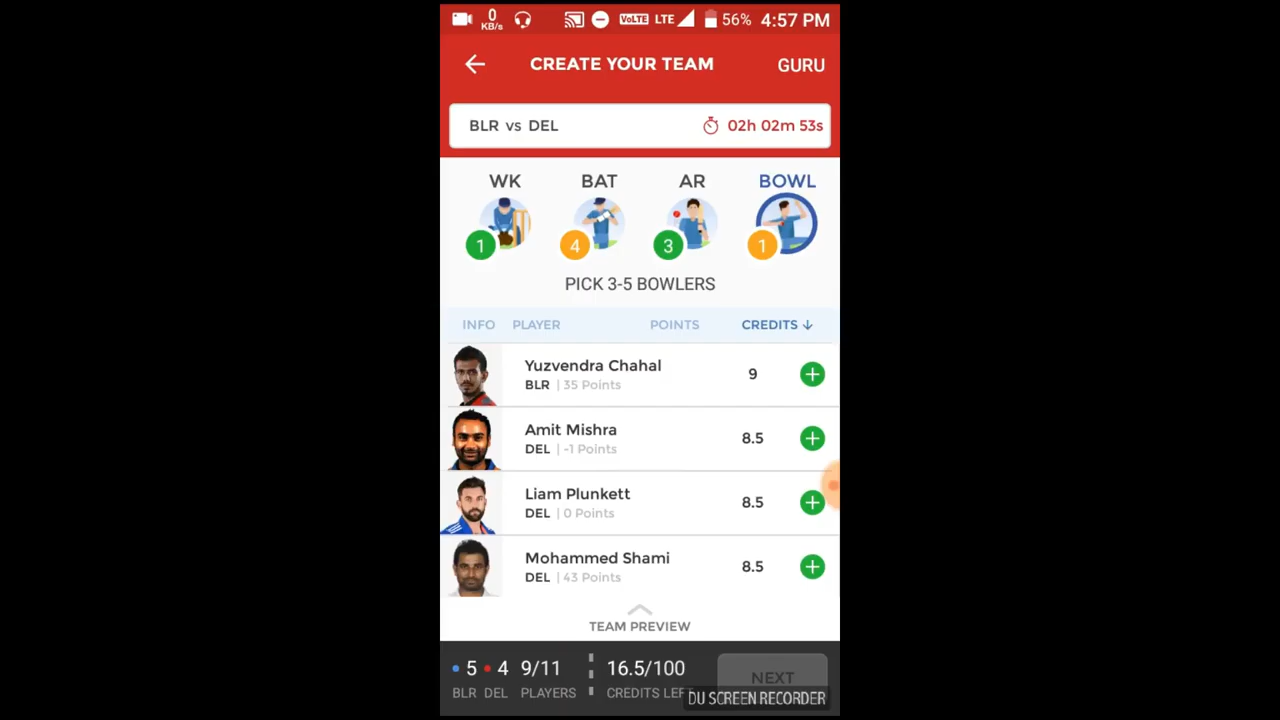 0 KB/s VoLTE LTE 56% 4:57 PM
CREATE YOUR TEAM GURU
BLR vs DEL 02h 02m 53s
WK BAT AR BOWL
1 4 3 1
PICK 3-5 BOWLERS
INFO PLAYER POINTS CREDITS
Yuzvendra Chahal
BLR | 35 Points
9
Amit Mishra
DEL | -1 Points
8.5
Liam Plunkett
DEL | 0 Points
8.5
Mohammed Shami
DEL | 43 Points
8.5
TEAM PREVIEW
5 4 9/11 16.5/100 NEXT
BLR DEL PLAYERS CREDITS LEF
DU SCREEN RECORDER